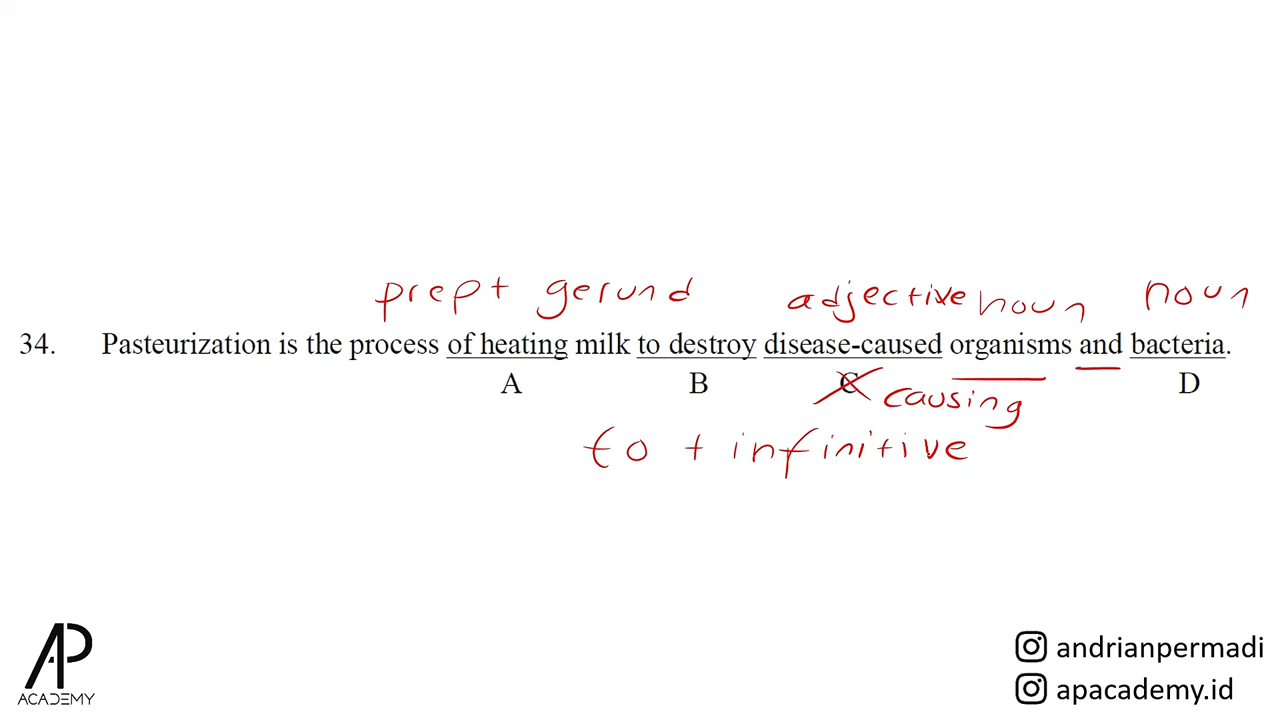 prept gerund adjective noun noun
34. Pasteurization is the process of heating milk to destroy disease-caused organisms and bacteria.
A B C causing D
to + infinitive
AP
ACADEMY
andrianpermadi
apacademy.id